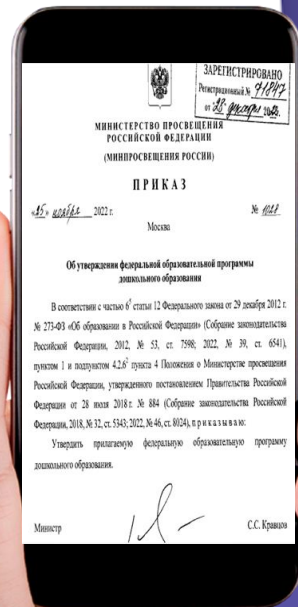 ЗАРЕГИСТРИРОВАНО
Регистрационный № 71847
от "28" декабря 2022.
МИНИСТЕРСТВО ПРОСВЕЩЕНИЯ
РОССИЙСКОЙ ФЕДЕРАЦИИ
(МИНПРОСВЕЩЕНИЯ РОССИИ)
ПРИКАЗ
«25» ноября 2022 г. № 1028
Москва
Об утверждении федеральной образовательной программы
дошкольного образования
В соответствии с частью 6⁵ статьи 12 Федерального закона от 29 декабря 2012 г.
№ 273-ФЗ «Об образовании в Российской Федерации» (Собрание законодательства
Российской Федерации, 2012, № 53, ст. 7598; 2022, № 39, ст. 6541),
пунктом 1 и подпунктом 4.2.6² пункта 4 Положения о Министерстве просвещения
Российской Федерации, утвержденного постановлением Правительства Российской
Федерации от 28 июля 2018 г. № 884 (Собрание законодательства Российской
Федерации, 2018, № 32, ст. 5343; 2022, № 46, ст. 8024), приказываю:
Утвердить прилагаемую федеральную образовательную программу
дошкольного образования.
Министр С.С. Кравцов